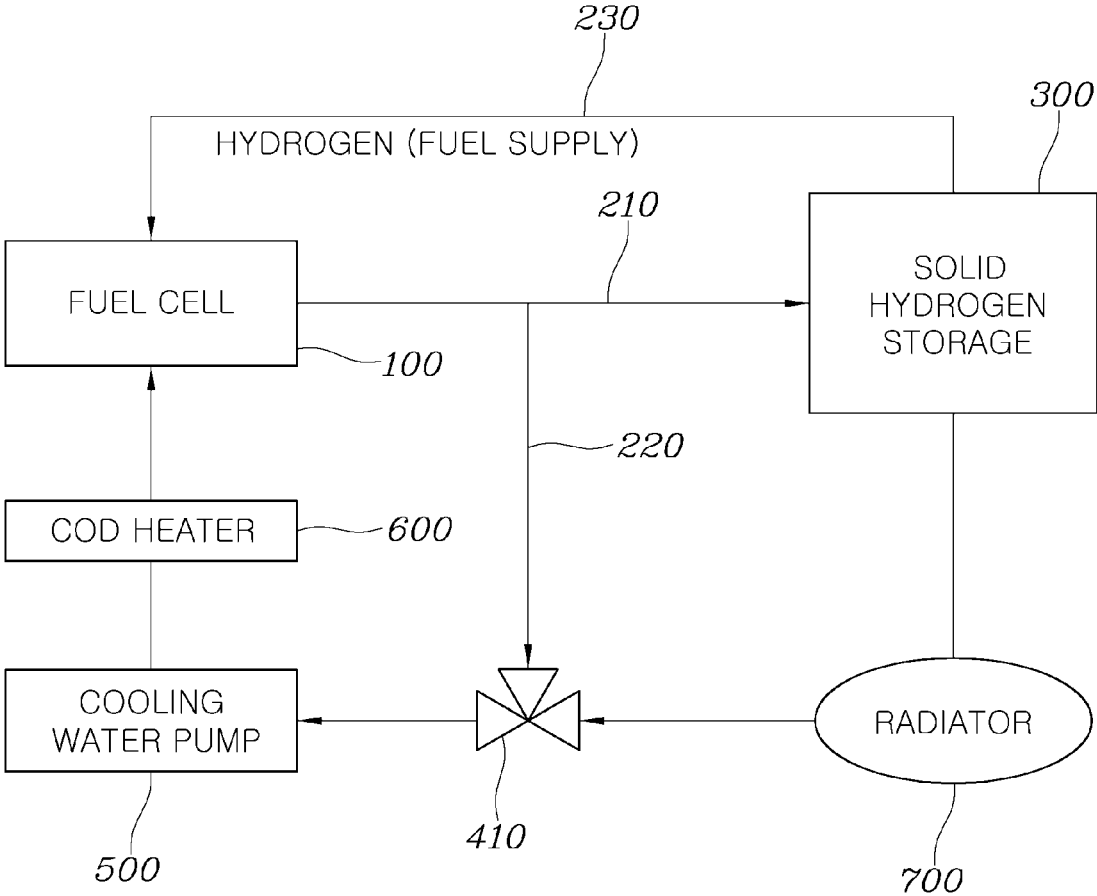 230
300
HYDROGEN (FUEL SUPPLY)
210
FUEL CELL
SOLID
HYDROGEN
STORAGE
100
220
COD HEATER
600
COOLING
WATER PUMP
RADIATOR
410
500
700